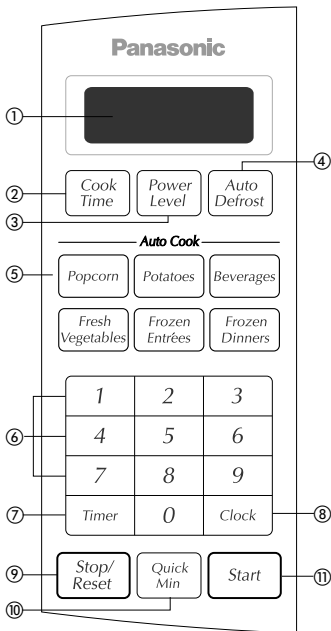 Panasonic
①
④
② Cook Time
Power Level
Auto Defrost
③
Auto Cook
⑤ Popcorn Potatoes Beverages
Fresh Vegetables
Frozen Entrées
Frozen Dinners
1 2 3
⑥ 4 5 6
7 8 9
⑦ Timer 0 Clock ⑧
⑨ Stop/ Reset
Quick Min
Start ⑪
⑩